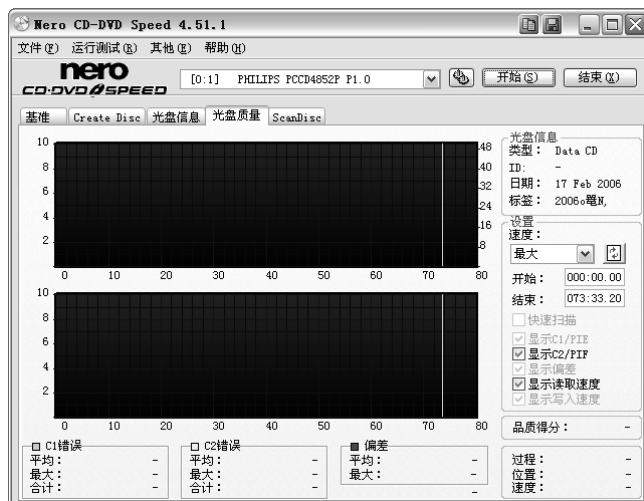 Nero CD-DVD Speed 4.51.1
文件(F) 运行测试(R) 其他(E) 帮助(H)
nero
CD·DVD SPEED
[0:1] PHILIPS PCCD4852P P1.0
开始(S)
结束(X)
基准 Create Disc 光盘信息 光盘质量 ScanDisc
10
8
6
4
2
48
40
32
24
16
8
0 10 20 30 40 50 60 70 80
10
8
6
4
2
0 10 20 30 40 50 60 70 80
C1错误
平均： -
最大： -
合计： -
C2错误
平均： -
最大： -
合计： -
偏差
平均： -
最大： -
-
光盘信息
类型： Data CD
ID: -
日期： 17 Feb 2006
标签：
设置
速度：
最大
开始： 000:00.00
结束： 073:33.20
快速扫描
显示C1/PIE
显示C2/PIF
显示偏差
显示读取速度
显示写入速度
品质得分： -
过程： -
位置： -
速度： -